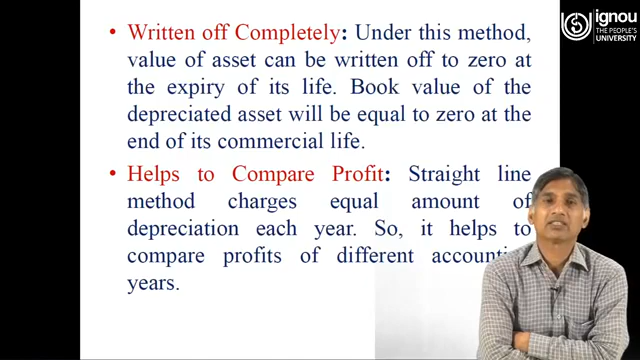 ignou
THE PEOPLE'S
UNIVERSITY
• Written off Completely: Under this method,
value of asset can be written off to zero at
the expiry of its life. Book value of the
depreciated asset will be equal to zero at the
end of its commercial life.
• Helps to Compare Profit: Straight line
method charges equal amount of
depreciation each year. So, it helps to
compare profits of different accounting
years.